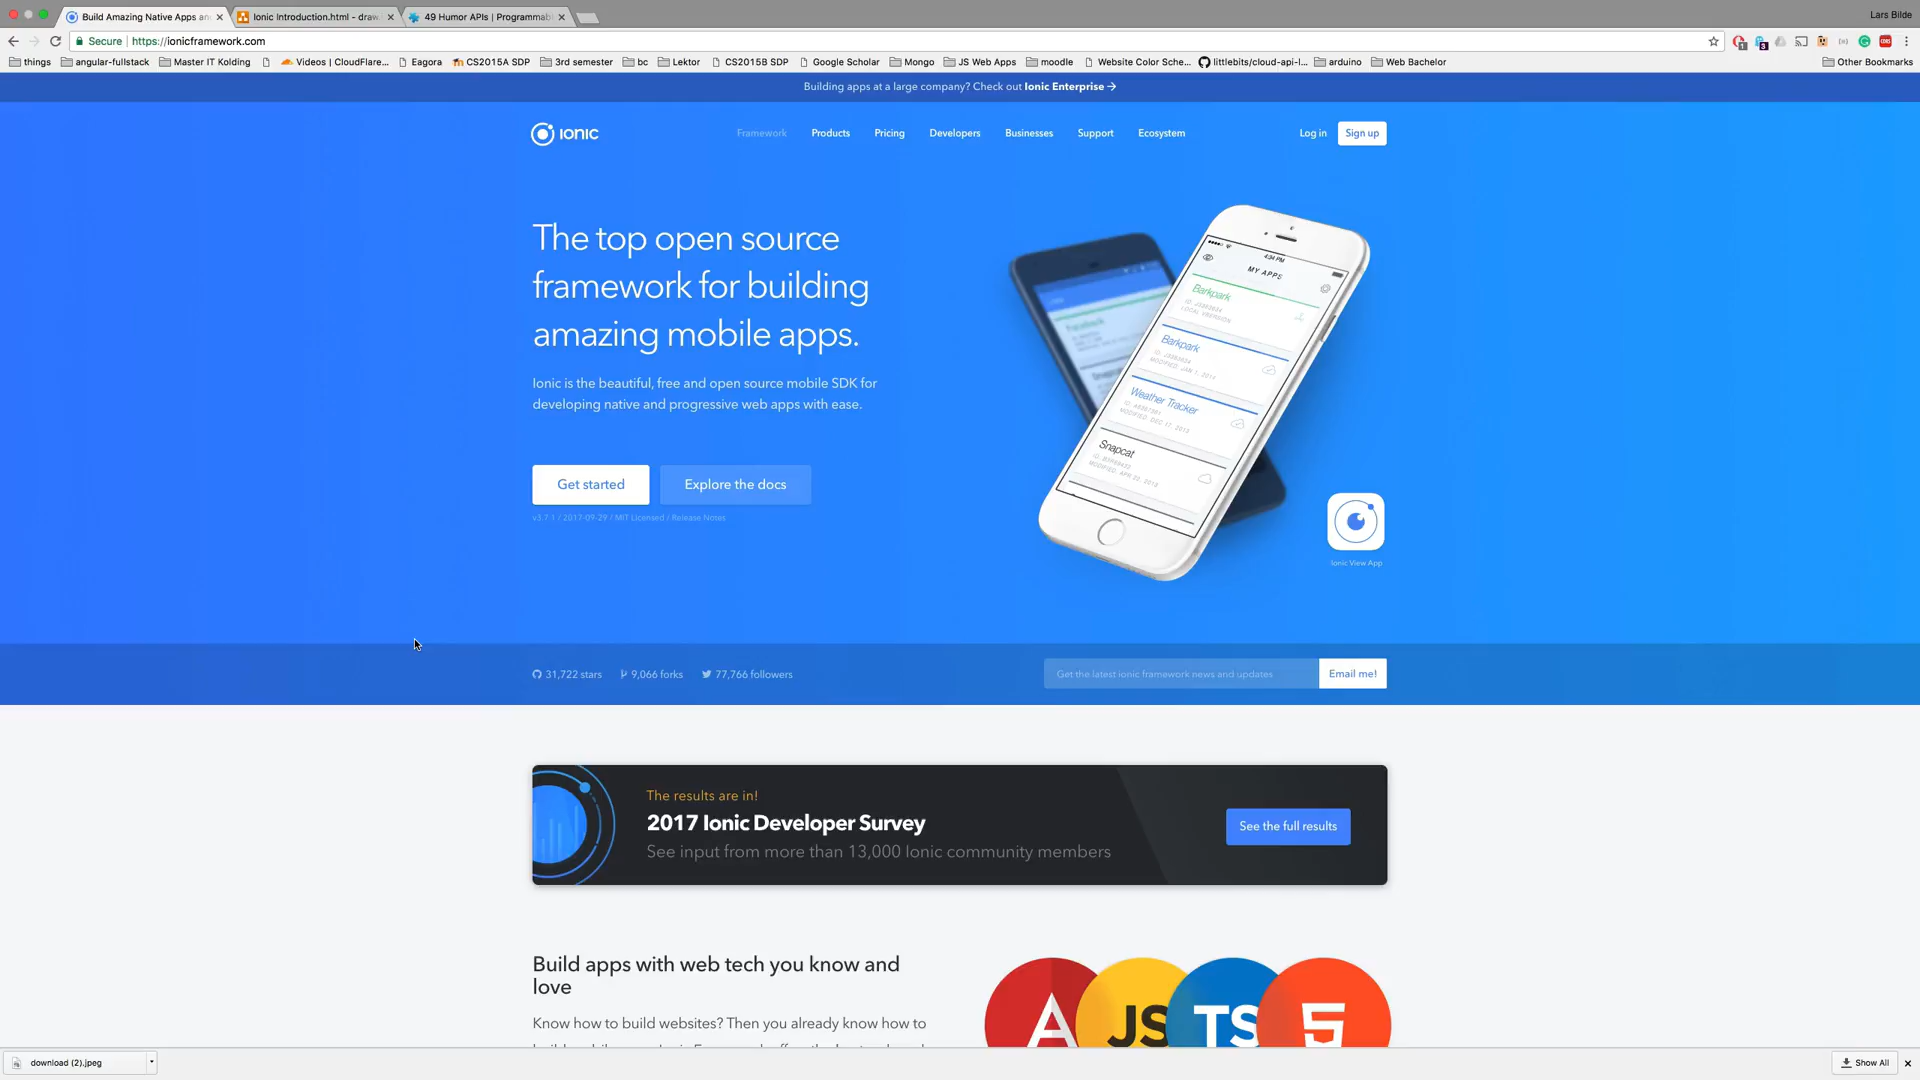 Build Amazing Native Apps an
Ionic Introduction.html - draw.
49 Humor APIs | Programmab
Lars Bilde
Secure
https://ionicframework.com
things
angular-fullstack
Master IT Kolding
Videos | CloudFlare...
Eagora
CS2015A SDP
3rd semester
bc
Lektor
CS2015B SDP
Google Scholar
Mongo
JS Web Apps
moodle
Website Color Sche...
littlebits/cloud-api-l...
arduino
Web Bachelor
Other Bookmarks
Building apps at a large company? Check out Ionic Enterprise →
IONIC
Framework
Products
Pricing
Developers
Businesses
Support
Ecosystem
Log in
Sign up
The top open source
framework for building
amazing mobile apps.
Ionic is the beautiful, free and open source mobile SDK for
developing native and progressive web apps with ease.
Get started
Explore the docs
v3.7.1 / 2017-09-29 / MIT Licensed / Release Notes
4:34 PM
MY APPS
Barkpark
Barkpark
Weather Tracker
Snapcat
Ionic View App
31,722 stars
9,066 forks
77,766 followers
Get the latest ionic framework news and updates
Email me!
The results are in!
2017 Ionic Developer Survey
See input from more than 13,000 Ionic community members
See the full results
Build apps with web tech you know and
love
Know how to build websites? Then you already know how to
JS
TS
download (2).jpeg
Show All